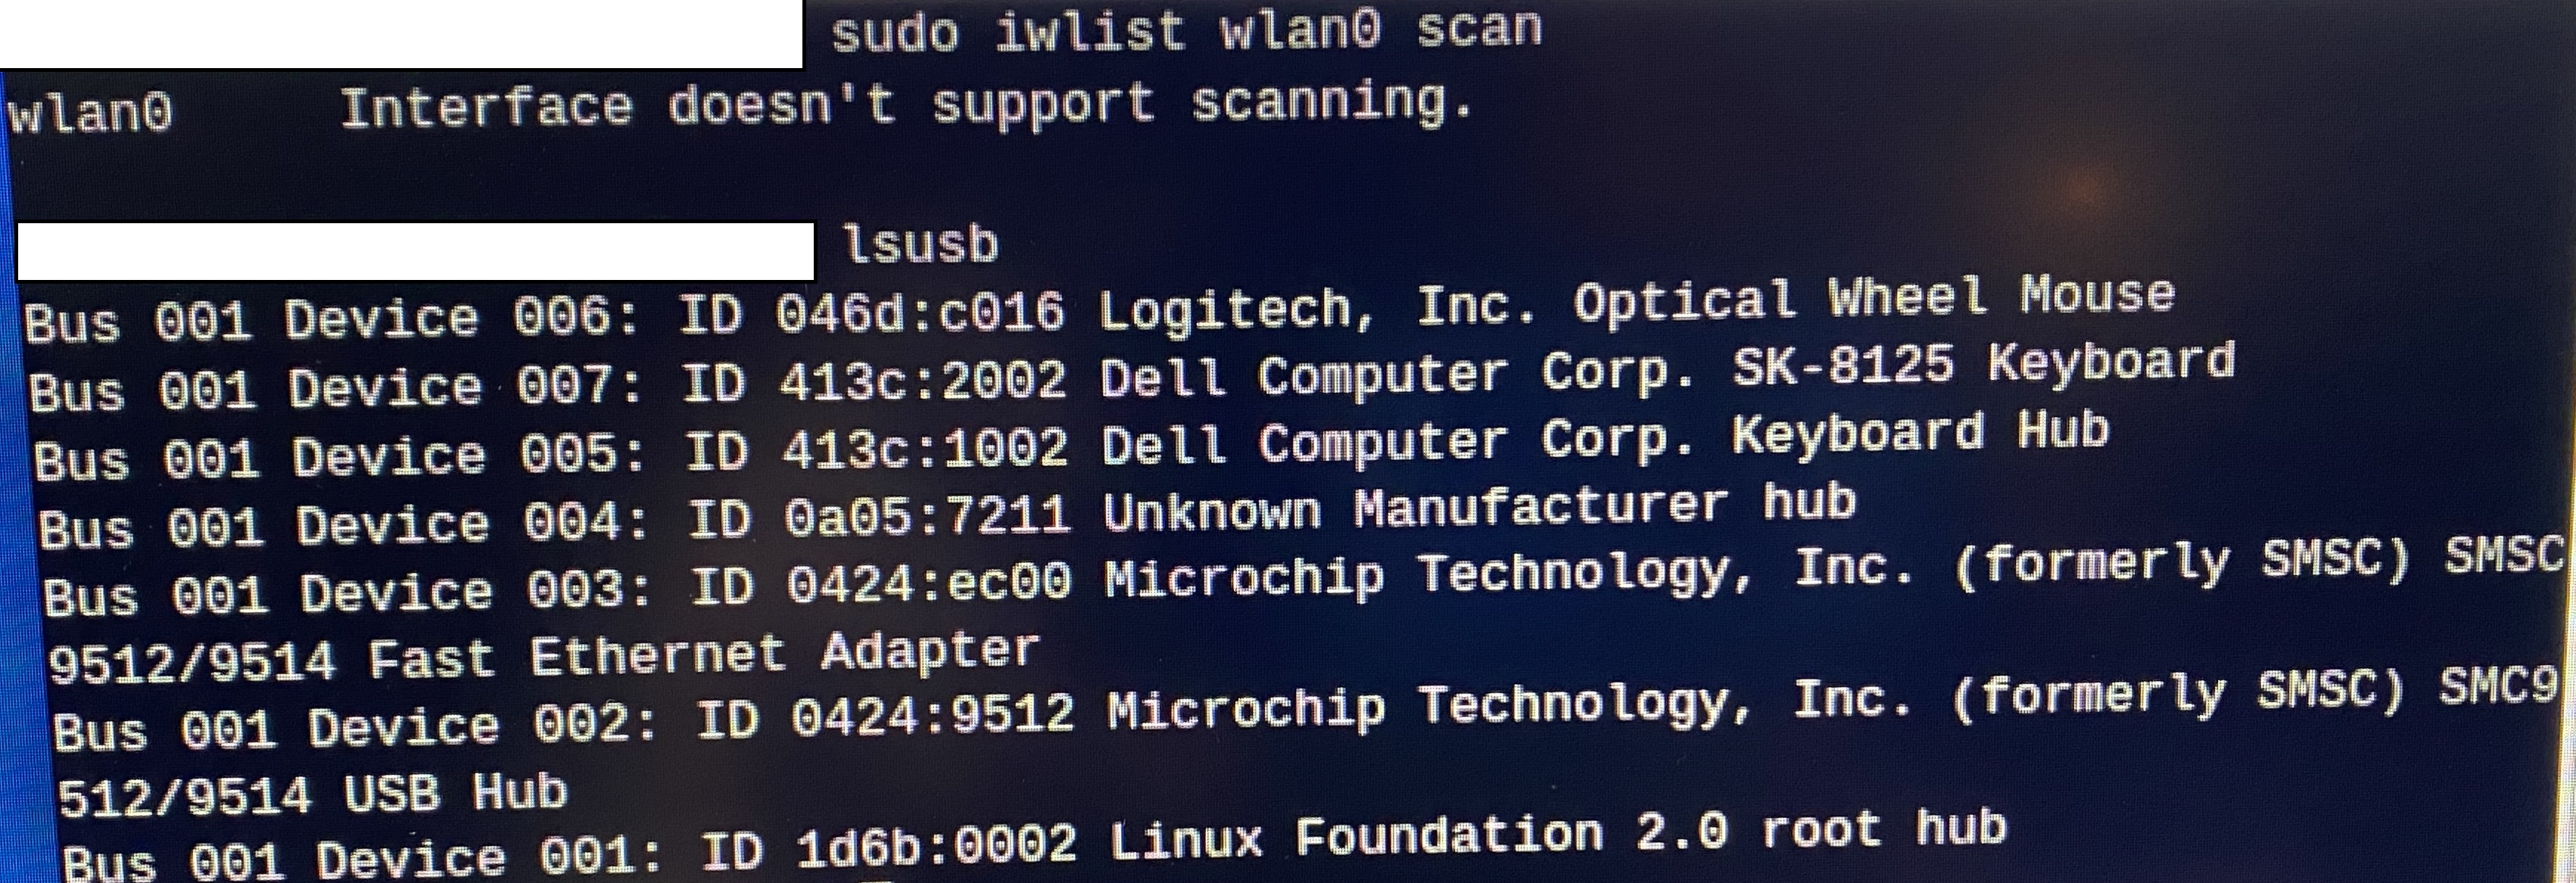 sudo iwlist wlan0 scan
wlan0 Interface doesn't support scanning.
lsusb
Bus 001 Device 006: ID 046d:c016 Logitech, Inc. Optical Wheel Mouse
Bus 001 Device 007: ID 413c:2002 Dell Computer Corp. SK-8125 Keyboard
Bus 001 Device 005: ID 413c:1002 Dell Computer Corp. Keyboard Hub
Bus 001 Device 004: ID 0a05:7211 Unknown Manufacturer hub
Bus 001 Device 003: ID 0424:ec00 Microchip Technology, Inc. (formerly SMSC) SMSC
9512/9514 Fast Ethernet Adapter
Bus 001 Device 002: ID 0424:9512 Microchip Technology, Inc. (formerly SMSC) SMC9
512/9514 USB Hub
Bus 001 Device 001: ID 1d6b:0002 Linux Foundation 2.0 root hub